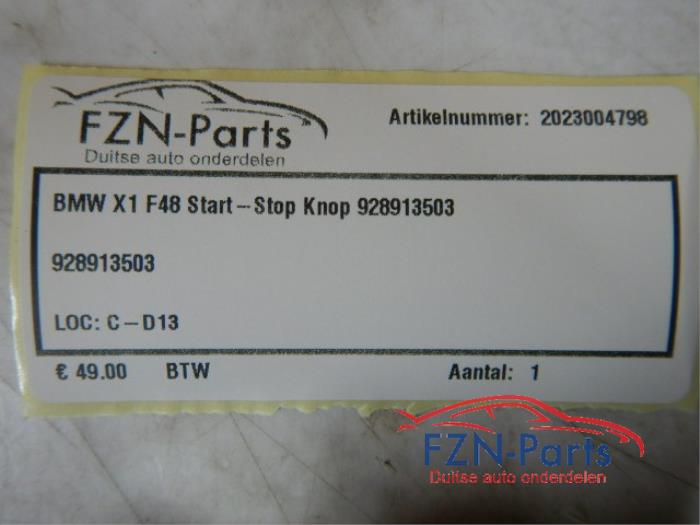 FZN-Parts
Duitse auto onderdelen
Artikelnummer: 2023004798
BMW X1 F48 Start-Stop Knop 928913503
928913503
LOC: C-D13
€ 49.00 BTW Aantal: 1
FZN-Parts
Duitse auto onderdelen